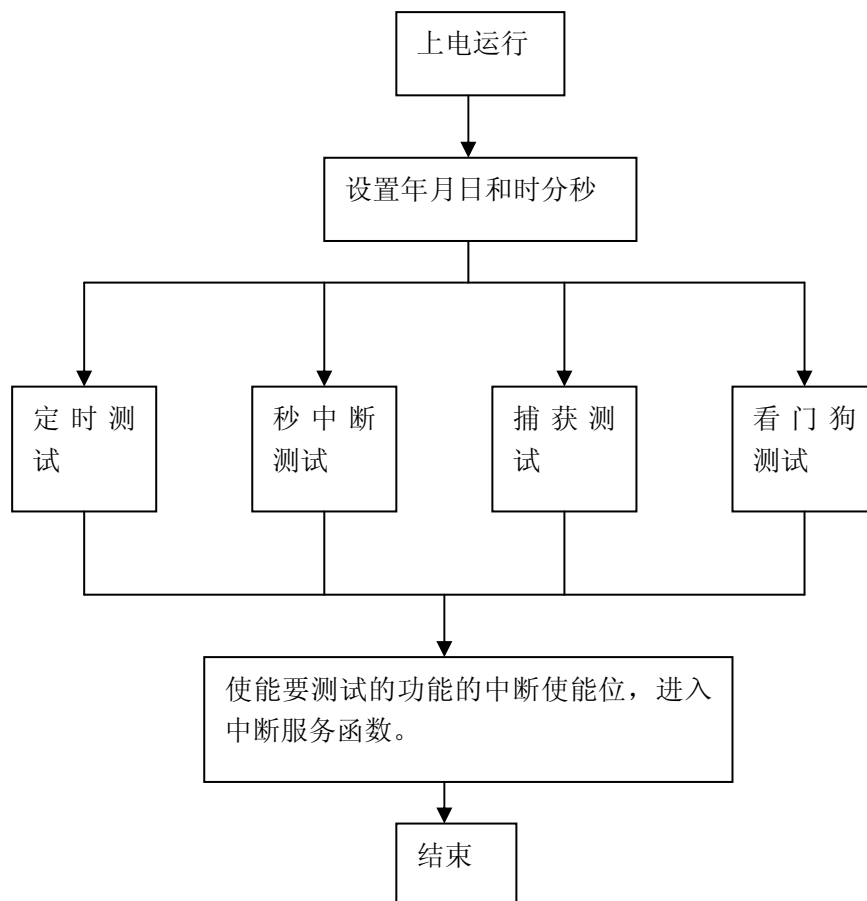 上电运行
设置年月日和时分秒
定时测
试
秒中断
测试
捕获测
试
看门狗
测试
使能要测试的功能的中断使能位，进入
中断服务函数。
结束